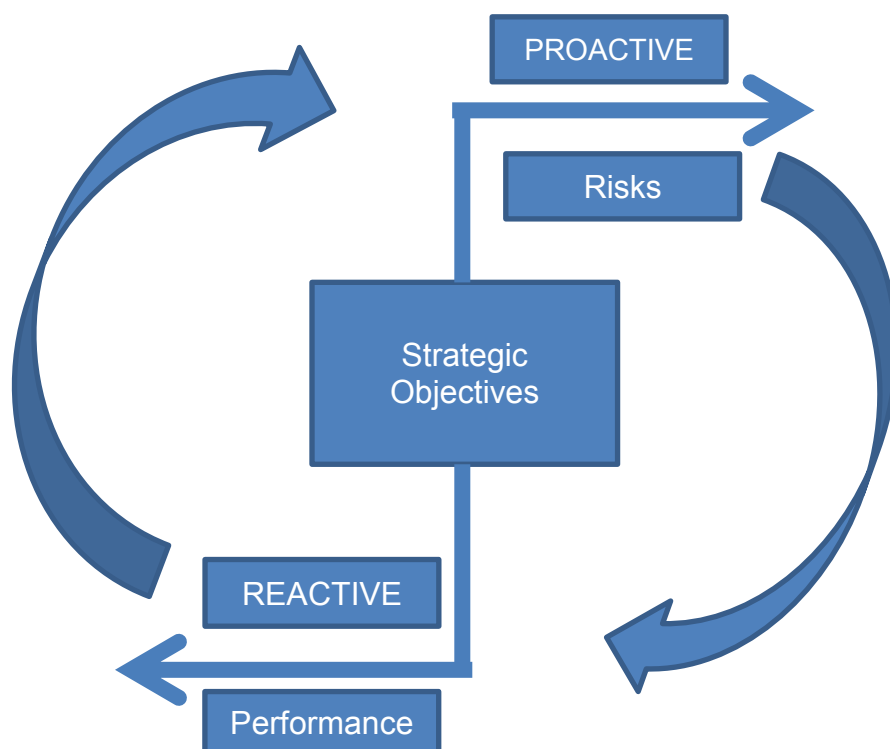 PROACTIVE
Risks
Strategic
Objectives
REACTIVE
Performance